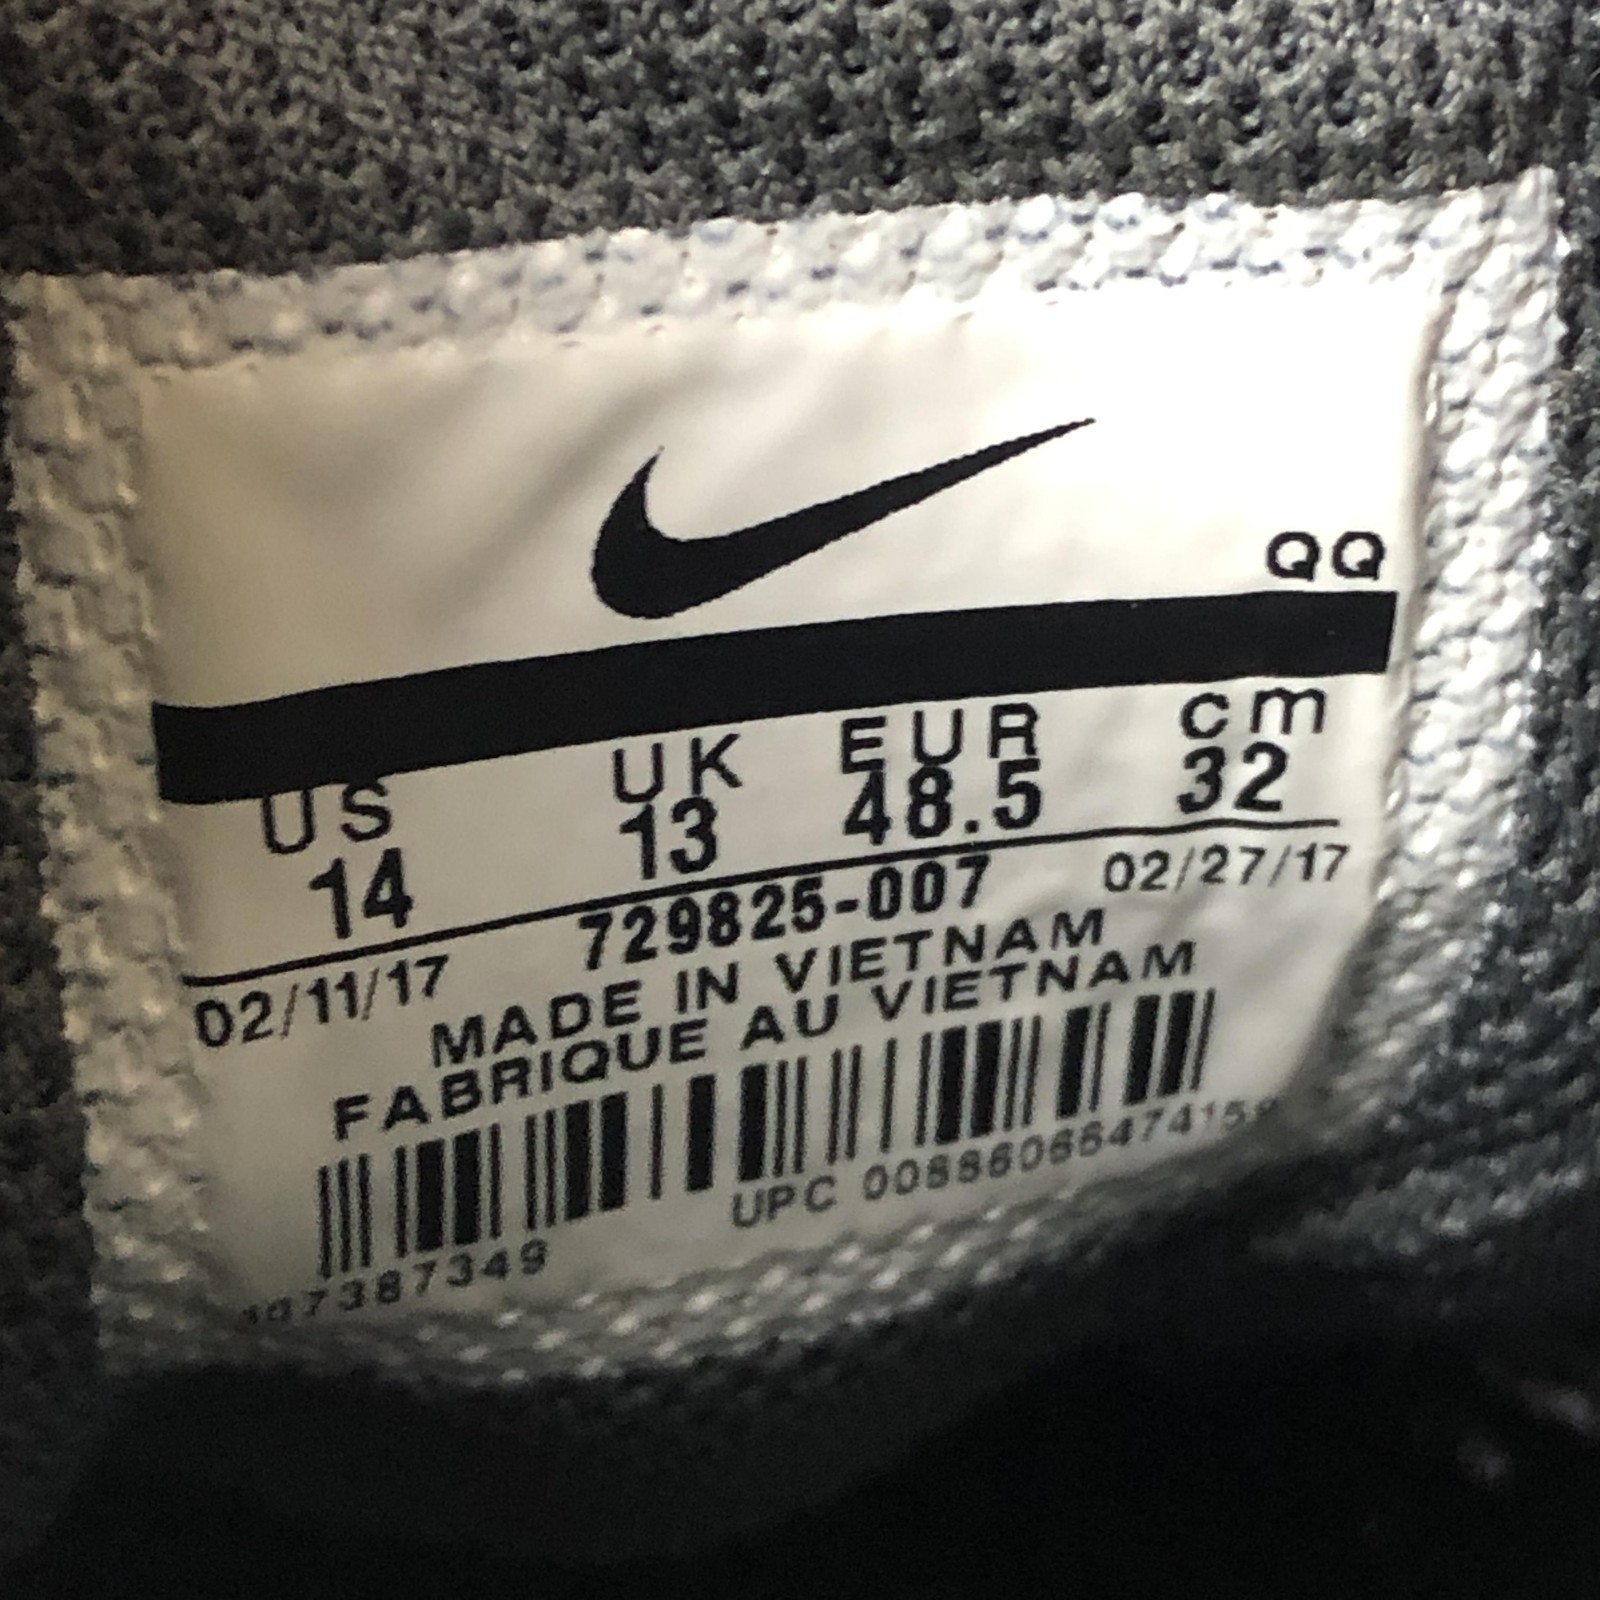 QQ
US UK EUR cm
14 13 48.5 32
02/11/17 729825-007 02/27/17
MADE IN VIETNAM
FABRIQUE AU VIETNAM
UPC